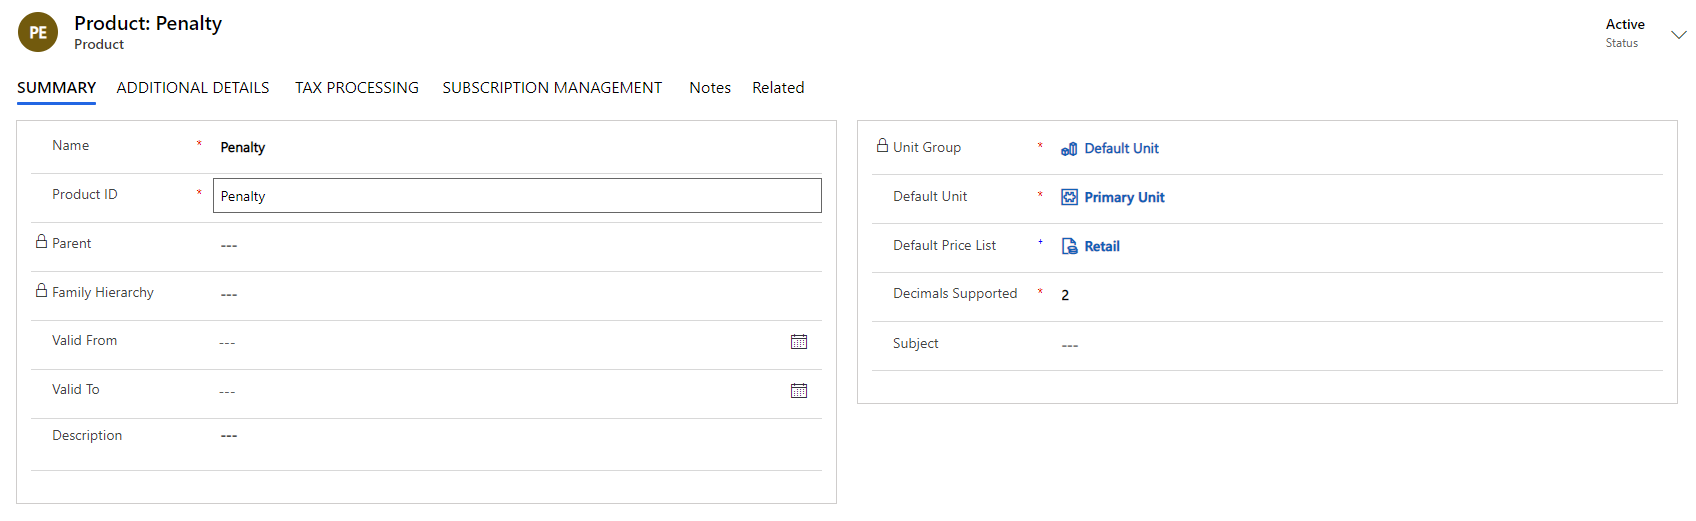 PE
Product: Penalty
Product
Active
Status
SUMMARY ADDITIONAL DETAILS TAX PROCESSING SUBSCRIPTION MANAGEMENT Notes Related
Name * Penalty
Product ID * Penalty
Parent ---
Family Hierarchy ---
Valid From ---
Valid To ---
Description ---
Unit Group * Default Unit
Default Unit * Primary Unit
Default Price List + Retail
Decimals Supported * 2
Subject ---